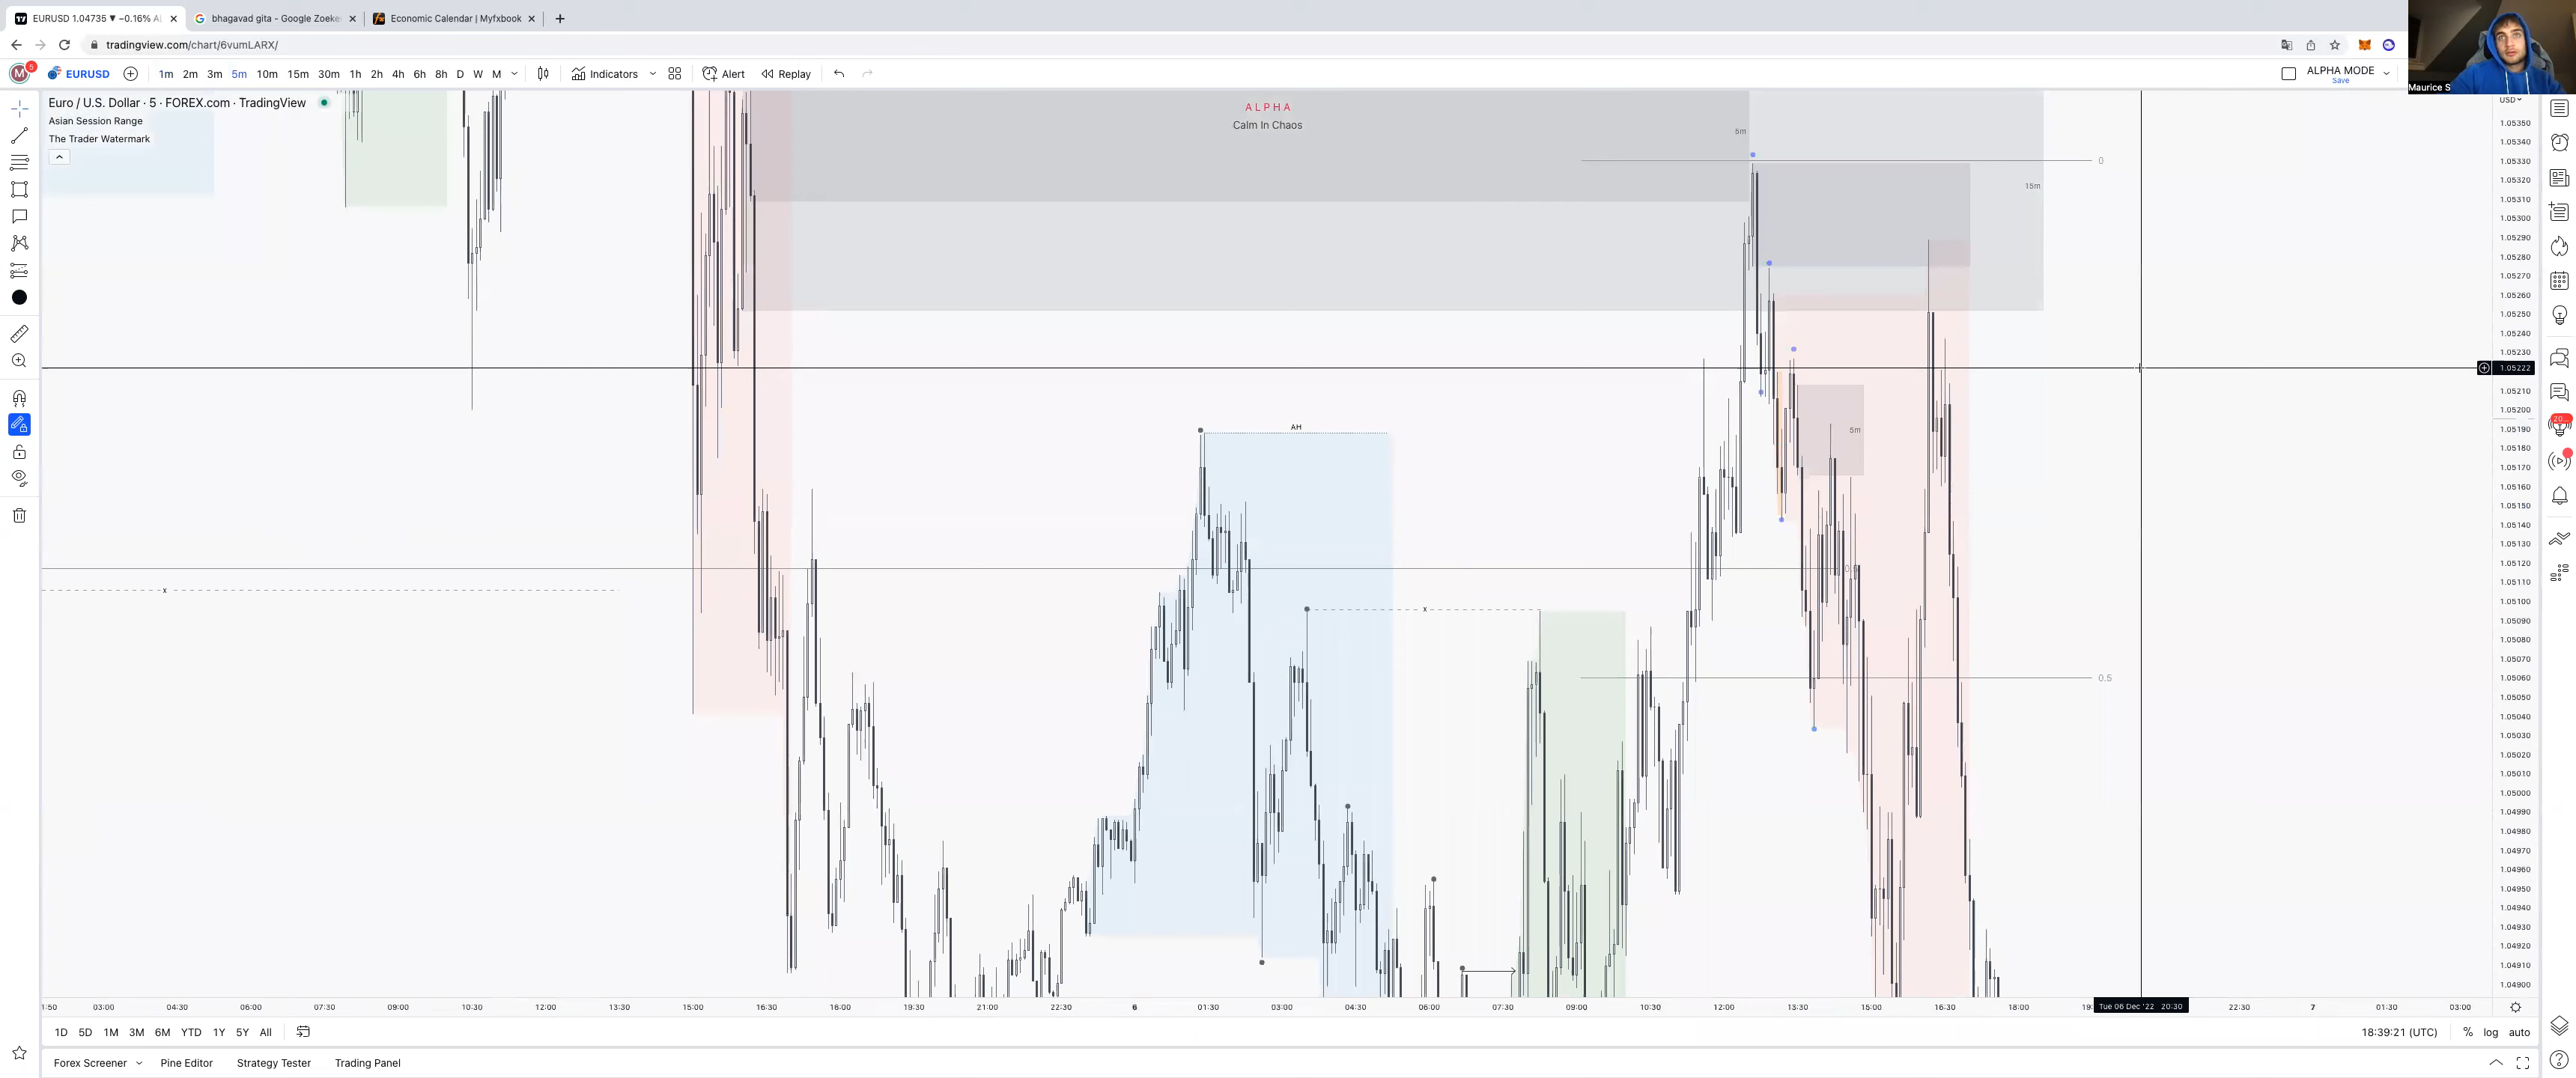 EURUSD 1.04735 ▼ −0.16% AL
bhagavad gita - Google Zoeke
Economic Calendar | Myfxbook
tradingview.com/chart/6vumLARX/
M 5 EURUSD 1m 2m 3m 5m 10m 15m 30m 1h 2h 4h 6h 8h D W M Indicators Alert Replay ALPHA MODE
Save
Maurice S
Euro / U.S. Dollar · 5 · FOREX.com · TradingView
Asian Session Range
The Trader Watermark
ALPHA
Calm In Chaos
USD
5m
0
15m
AH
5m
x
x
0.5
1.05350
1.05340
1.05330
1.05320
1.05310
1.05300
1.05290
1.05280
1.05270
1.05260
1.05250
1.05240
1.05230
1.05222
1.05210
1.05200
1.05190
1.05180
1.05170
1.05160
1.05150
1.05140
1.05130
1.05120
1.05110
1.05100
1.05090
1.05080
1.05070
1.05060
1.05050
1.05040
1.05030
1.05020
1.05010
1.05000
1.04990
1.04980
1.04970
1.04960
1.04950
1.04940
1.04930
1.04920
1.04910
1.04900
1:50 03:00 04:30 06:00 07:30 09:00 10:30 12:00 13:30 15:00 16:30 18:00 19:30 21:00 22:30 6 01:30 03:00 04:30 06:00 07:30 09:00 10:30 12:00 13:30 15:00 16:30 18:00 19: Tue 06 Dec '22 20:30 22:30 7 01:30 03:00
1D 5D 1M 3M 6M YTD 1Y 5Y All 18:39:21 (UTC) % log auto
Forex Screener Pine Editor Strategy Tester Trading Panel